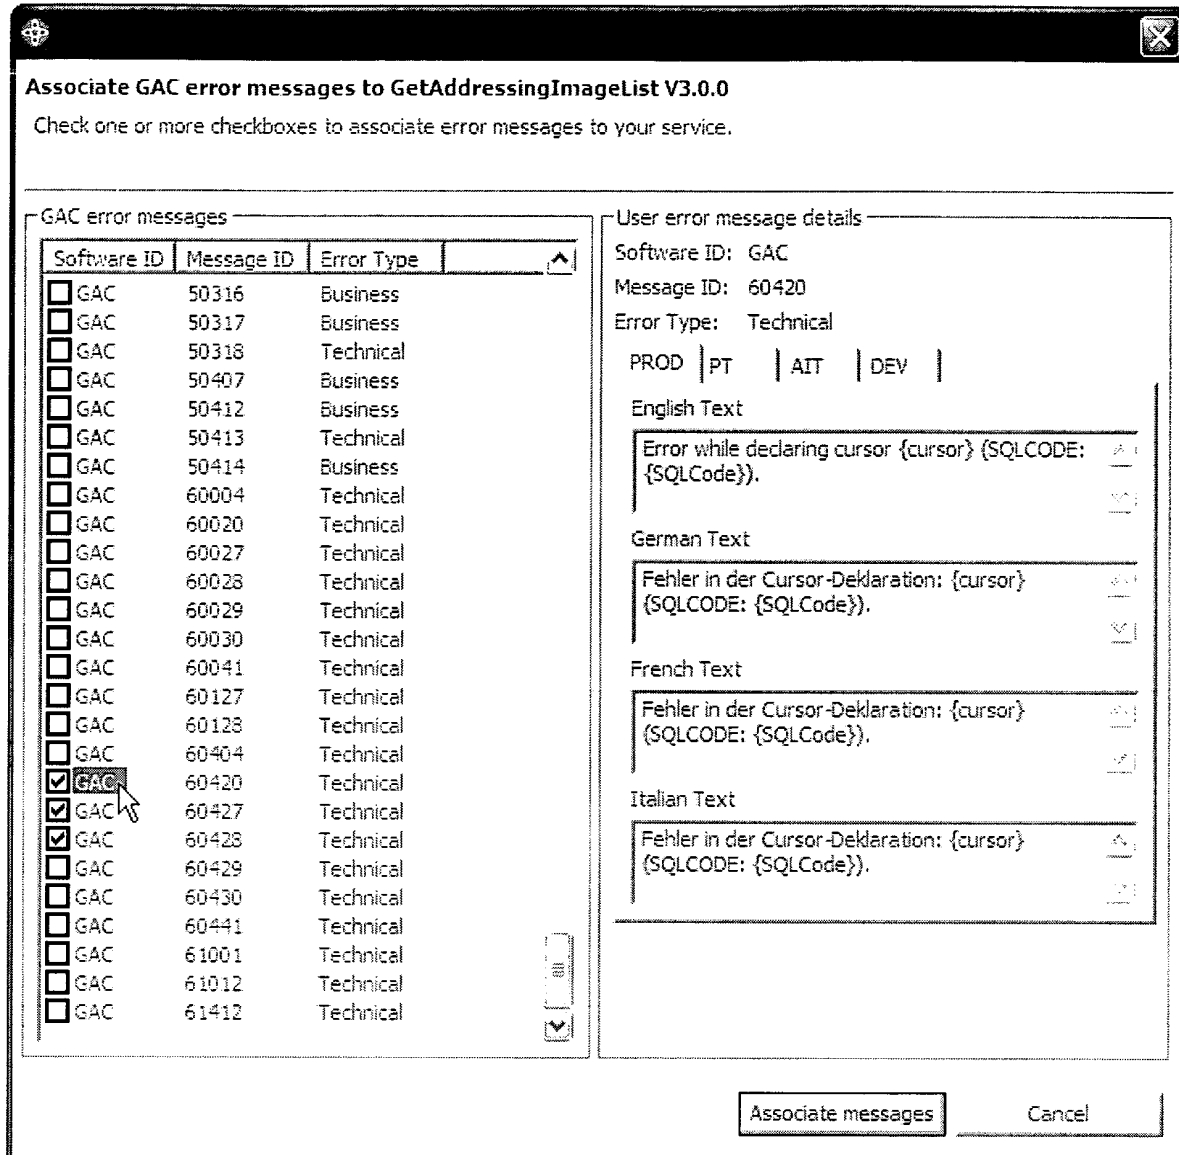 Associate GAC error messages to GetAddressingImageList V3.0.0
Check one or more checkboxes to associate error messages to your service.
GAC error messages
Software ID Message ID Error Type
GAC 50316 Business
GAC 50317 Business
GAC 50318 Technical
GAC 50407 Business
GAC 50412 Business
GAC 50413 Technical
GAC 50414 Business
GAC 60004 Technical
GAC 60020 Technical
GAC 60027 Technical
GAC 60028 Technical
GAC 60029 Technical
GAC 60030 Technical
GAC 60041 Technical
GAC 60127 Technical
GAC 60128 Technical
GAC 60404 Technical
GAC 60420 Technical
GAC 60427 Technical
GAC 60428 Technical
GAC 60429 Technical
GAC 60430 Technical
GAC 60441 Technical
GAC 61001 Technical
GAC 61012 Technical
GAC 61412 Technical
User error message details
Software ID: GAC
Message ID: 60420
Error Type: Technical
PROD PT AIT DEV
English Text
Error while declaring cursor {cursor} (SQLCODE:
{SQLCode}).
German Text
Fehler in der Cursor-Deklaration: {cursor}
(SQLCODE: {SQLCode}).
French Text
Fehler in der Cursor-Deklaration: {cursor}
(SQLCODE: {SQLCode}).
Italian Text
Fehler in der Cursor-Deklaration: {cursor}
(SQLCODE: {SQLCode}).
Associate messages Cancel